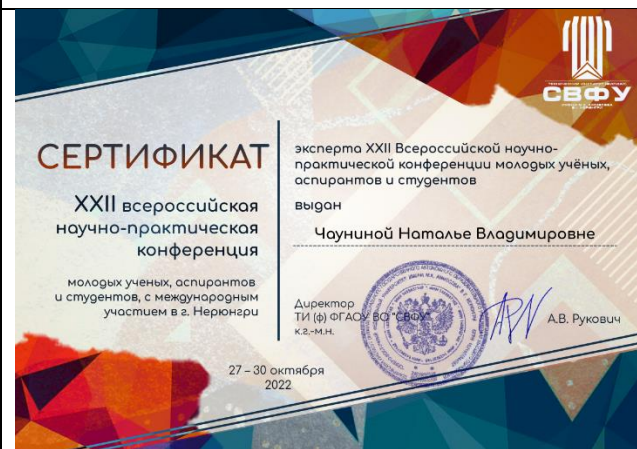 СВФУ
СЕРТИФИКАТ
XXII всероссийская
научно-практическая
конференция
молодых ученых, аспирантов
и студентов, с международным
участием в г. Нерюнгри
27 – 30 октября
2022
эксперта XXII Всероссийской научно-
практической конференции молодых учёных,
аспирантов и студентов
выдан
Чауниной Наталье Владимировне
Директор
ТИ (ф) ФГАОУ ВО "СВФУ"
к.г.-м.н.
А.В. Рукович